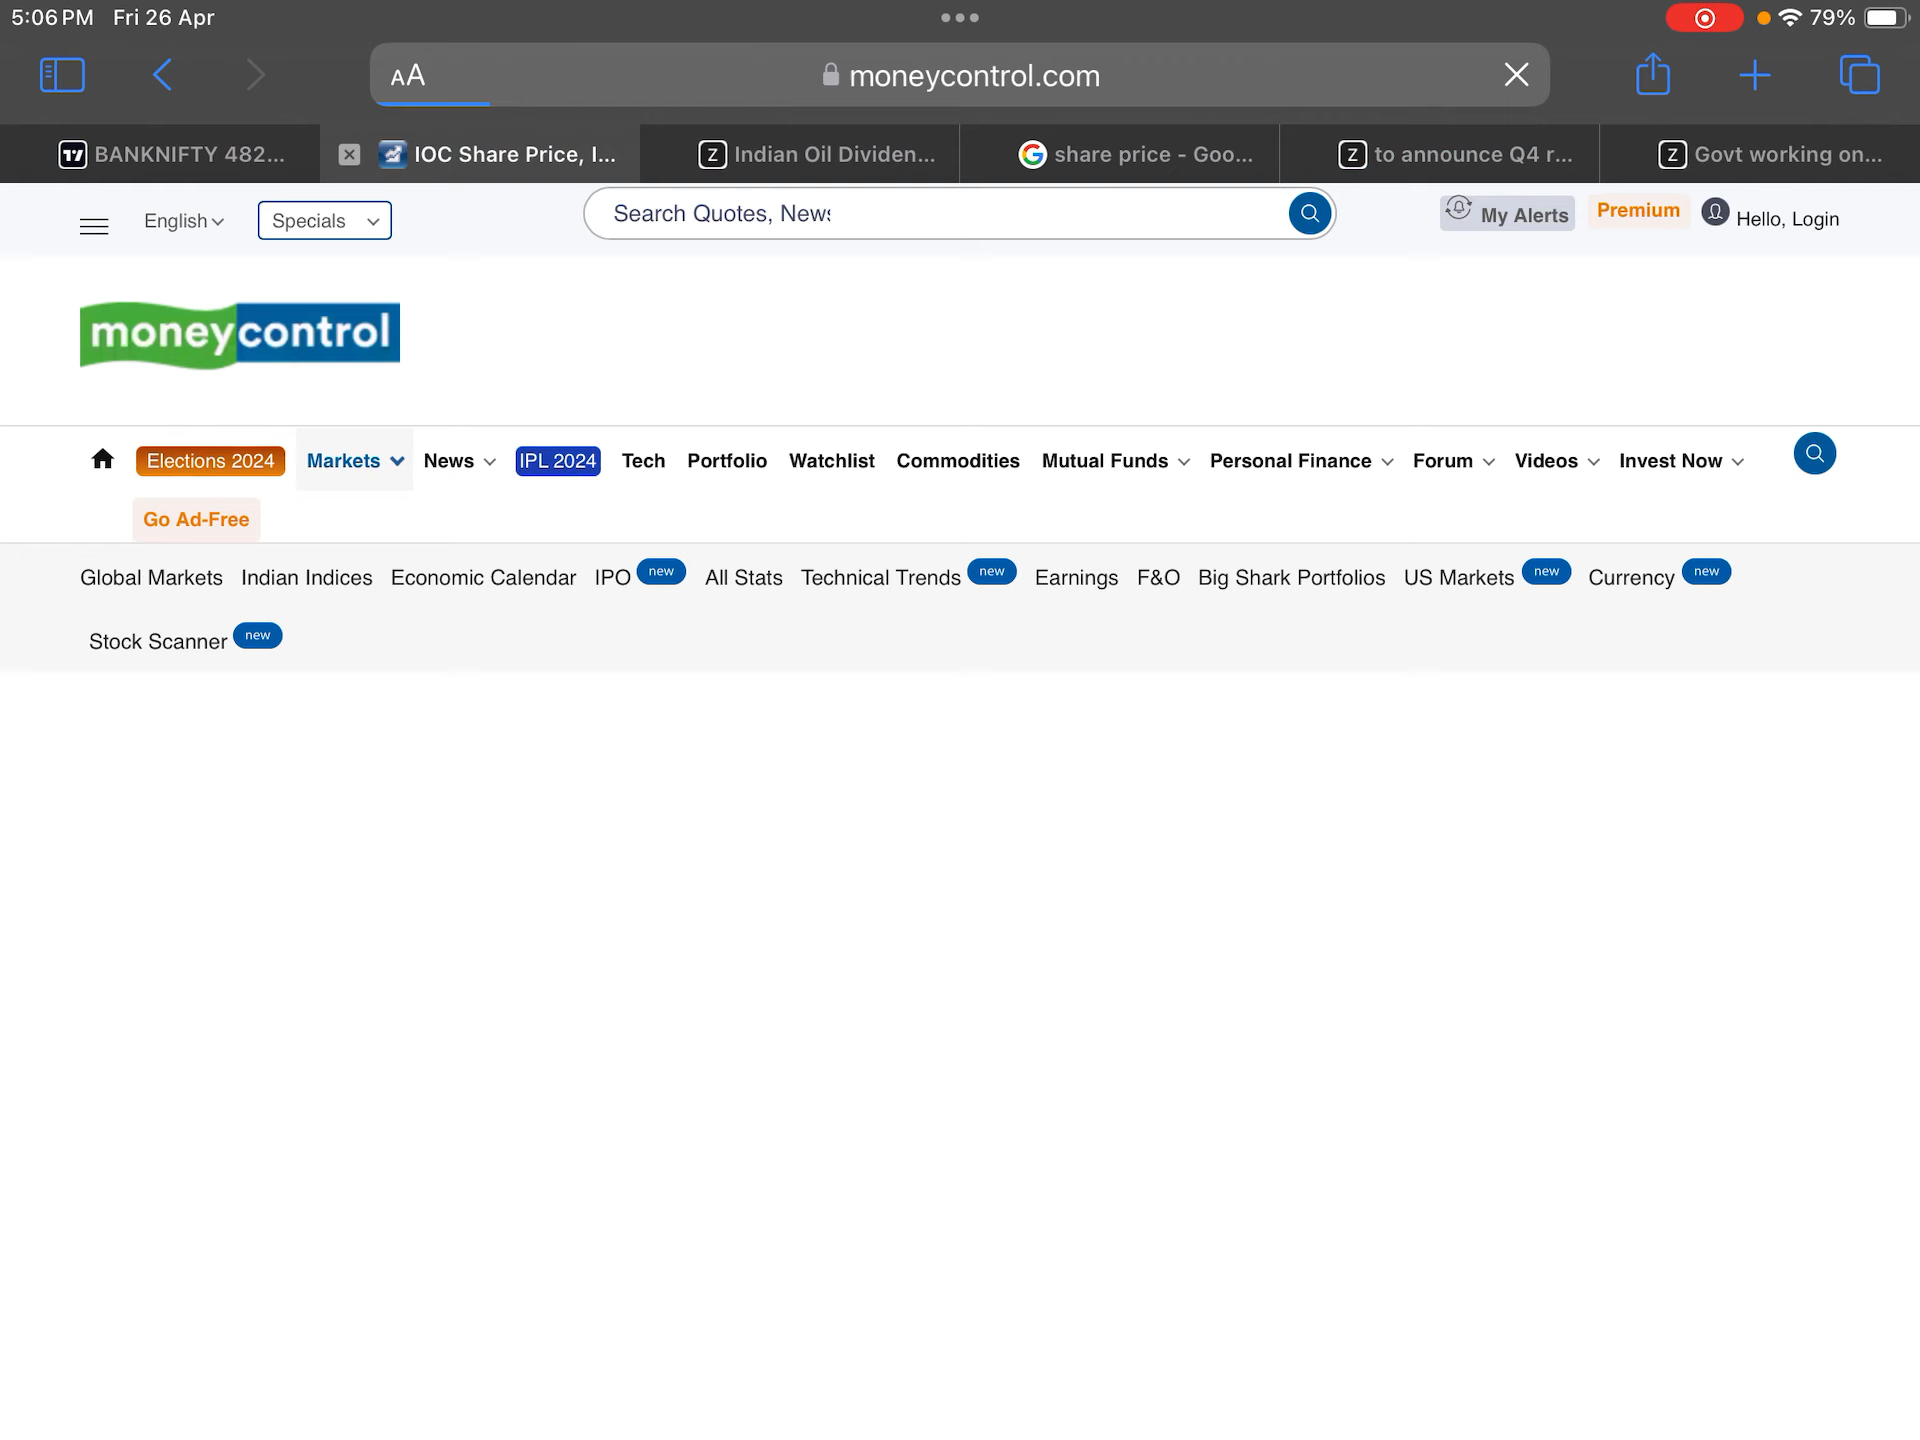 5:06 PM Fri 26 Apr 79%
AA moneycontrol.com
BANKNIFTY 482... IOC Share Price, I... Indian Oil Dividen... share price - Goo... to announce Q4 r... Govt working on...
English Specials Search Quotes, News My Alerts Premium Hello, Login
moneycontrol
Elections 2024 Markets News IPL 2024 Tech Portfolio Watchlist Commodities Mutual Funds Personal Finance Forum Videos Invest Now
Go Ad-Free
Global Markets Indian Indices Economic Calendar IPO new All Stats Technical Trends new Earnings F&O Big Shark Portfolios US Markets new Currency new
Stock Scanner new